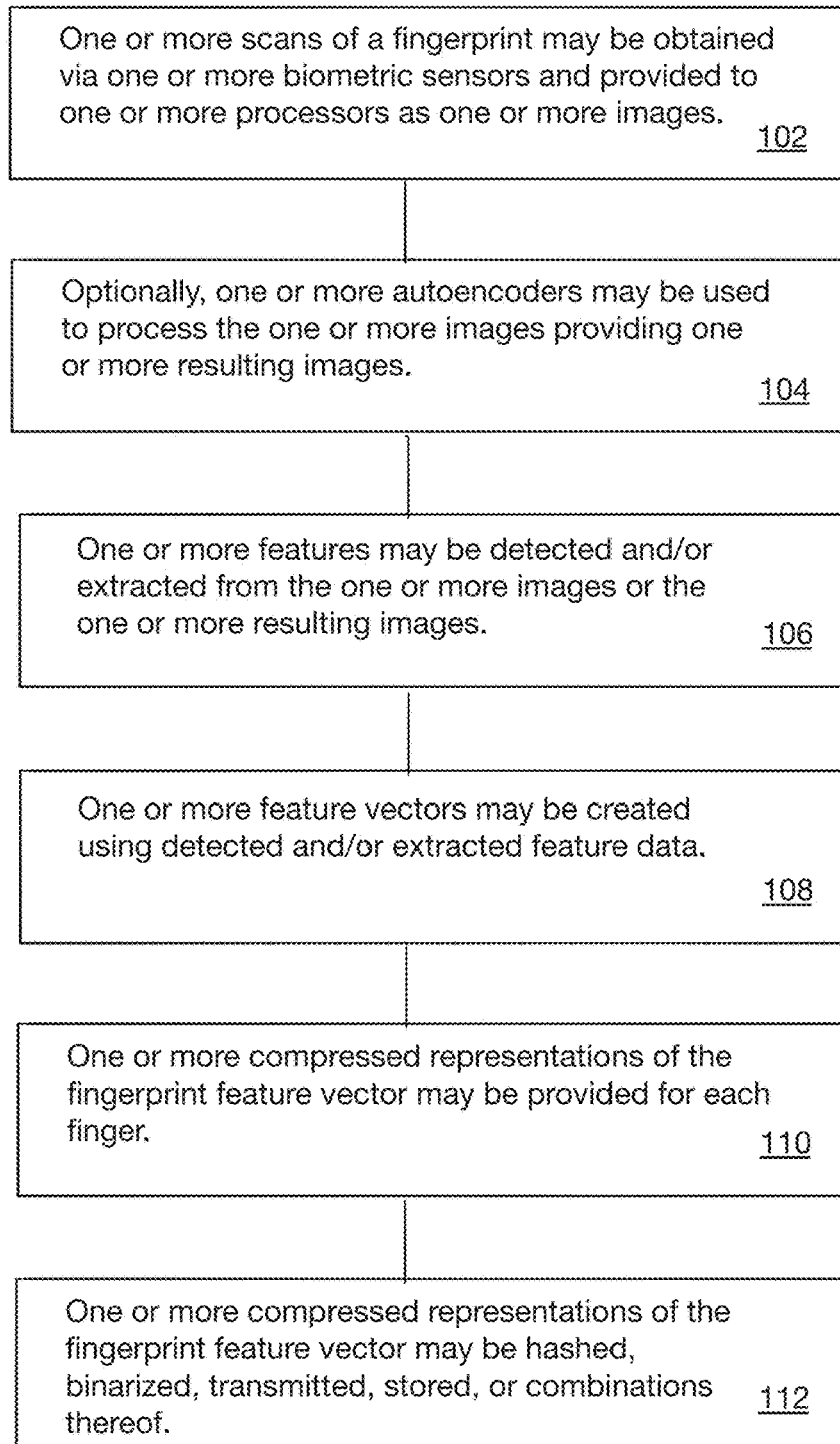 One or more scans of a fingerprint may be obtained
via one or more biometric sensors and provided to
one or more processors as one or more images.
102
Optionally, one or more autoencoders may be used
to process the one or more images providing one
or more resulting images.
104
One or more features may be detected and/or
extracted from the one or more images or the
one or more resulting images.
106
One or more feature vectors may be created
using detected and/or extracted feature data.
108
One or more compressed representations of the
fingerprint feature vector may be provided for each
finger.
110
One or more compressed representations of the
fingerprint feature vector may be hashed,
binarized, transmitted, stored, or combinations
thereof.
112